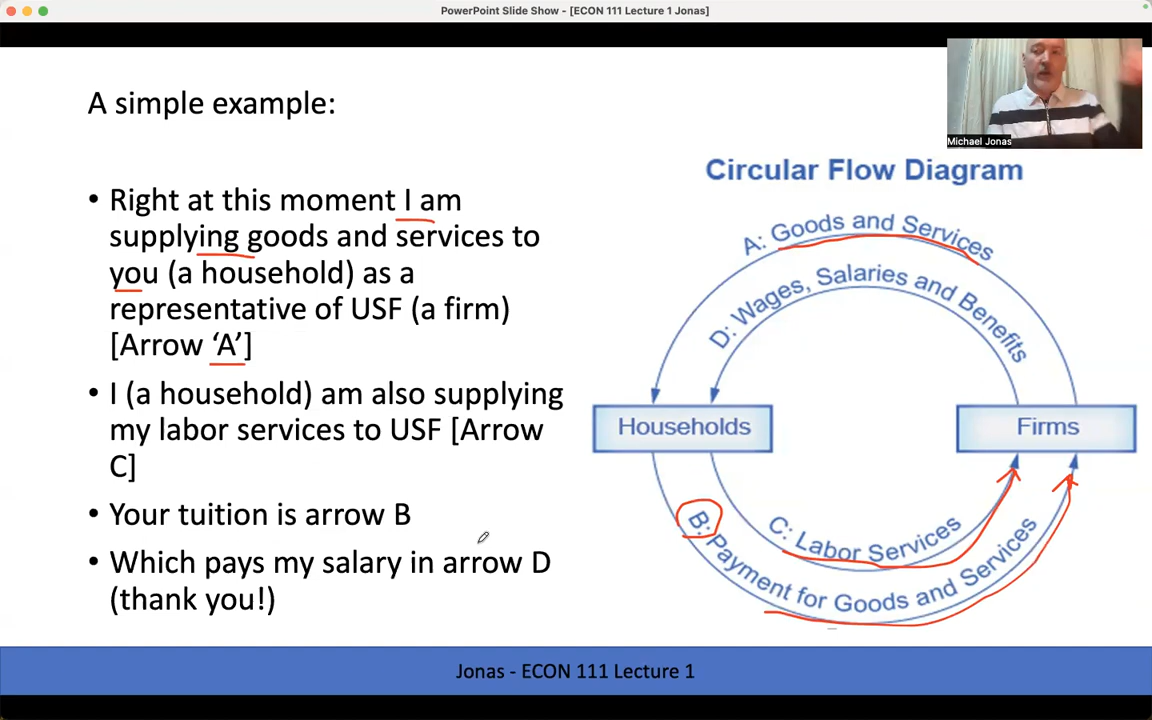 PowerPoint Slide Show - [ECON 111 Lecture 1 Jonas]
Michael Jonas
A simple example:
• Right at this moment I am
supplying goods and services to
you (a household) as a
representative of USF (a firm)
[Arrow ‘A’]
• I (a household) am also supplying
my labor services to USF [Arrow
C]
• Your tuition is arrow B
• Which pays my salary in arrow D
(thank you!)
Circular Flow Diagram
A: Goods and Services
D: Wages, Salaries and Benefits
Households
Firms
C: Labor Services
B: Payment for Goods and Services
Jonas - ECON 111 Lecture 1